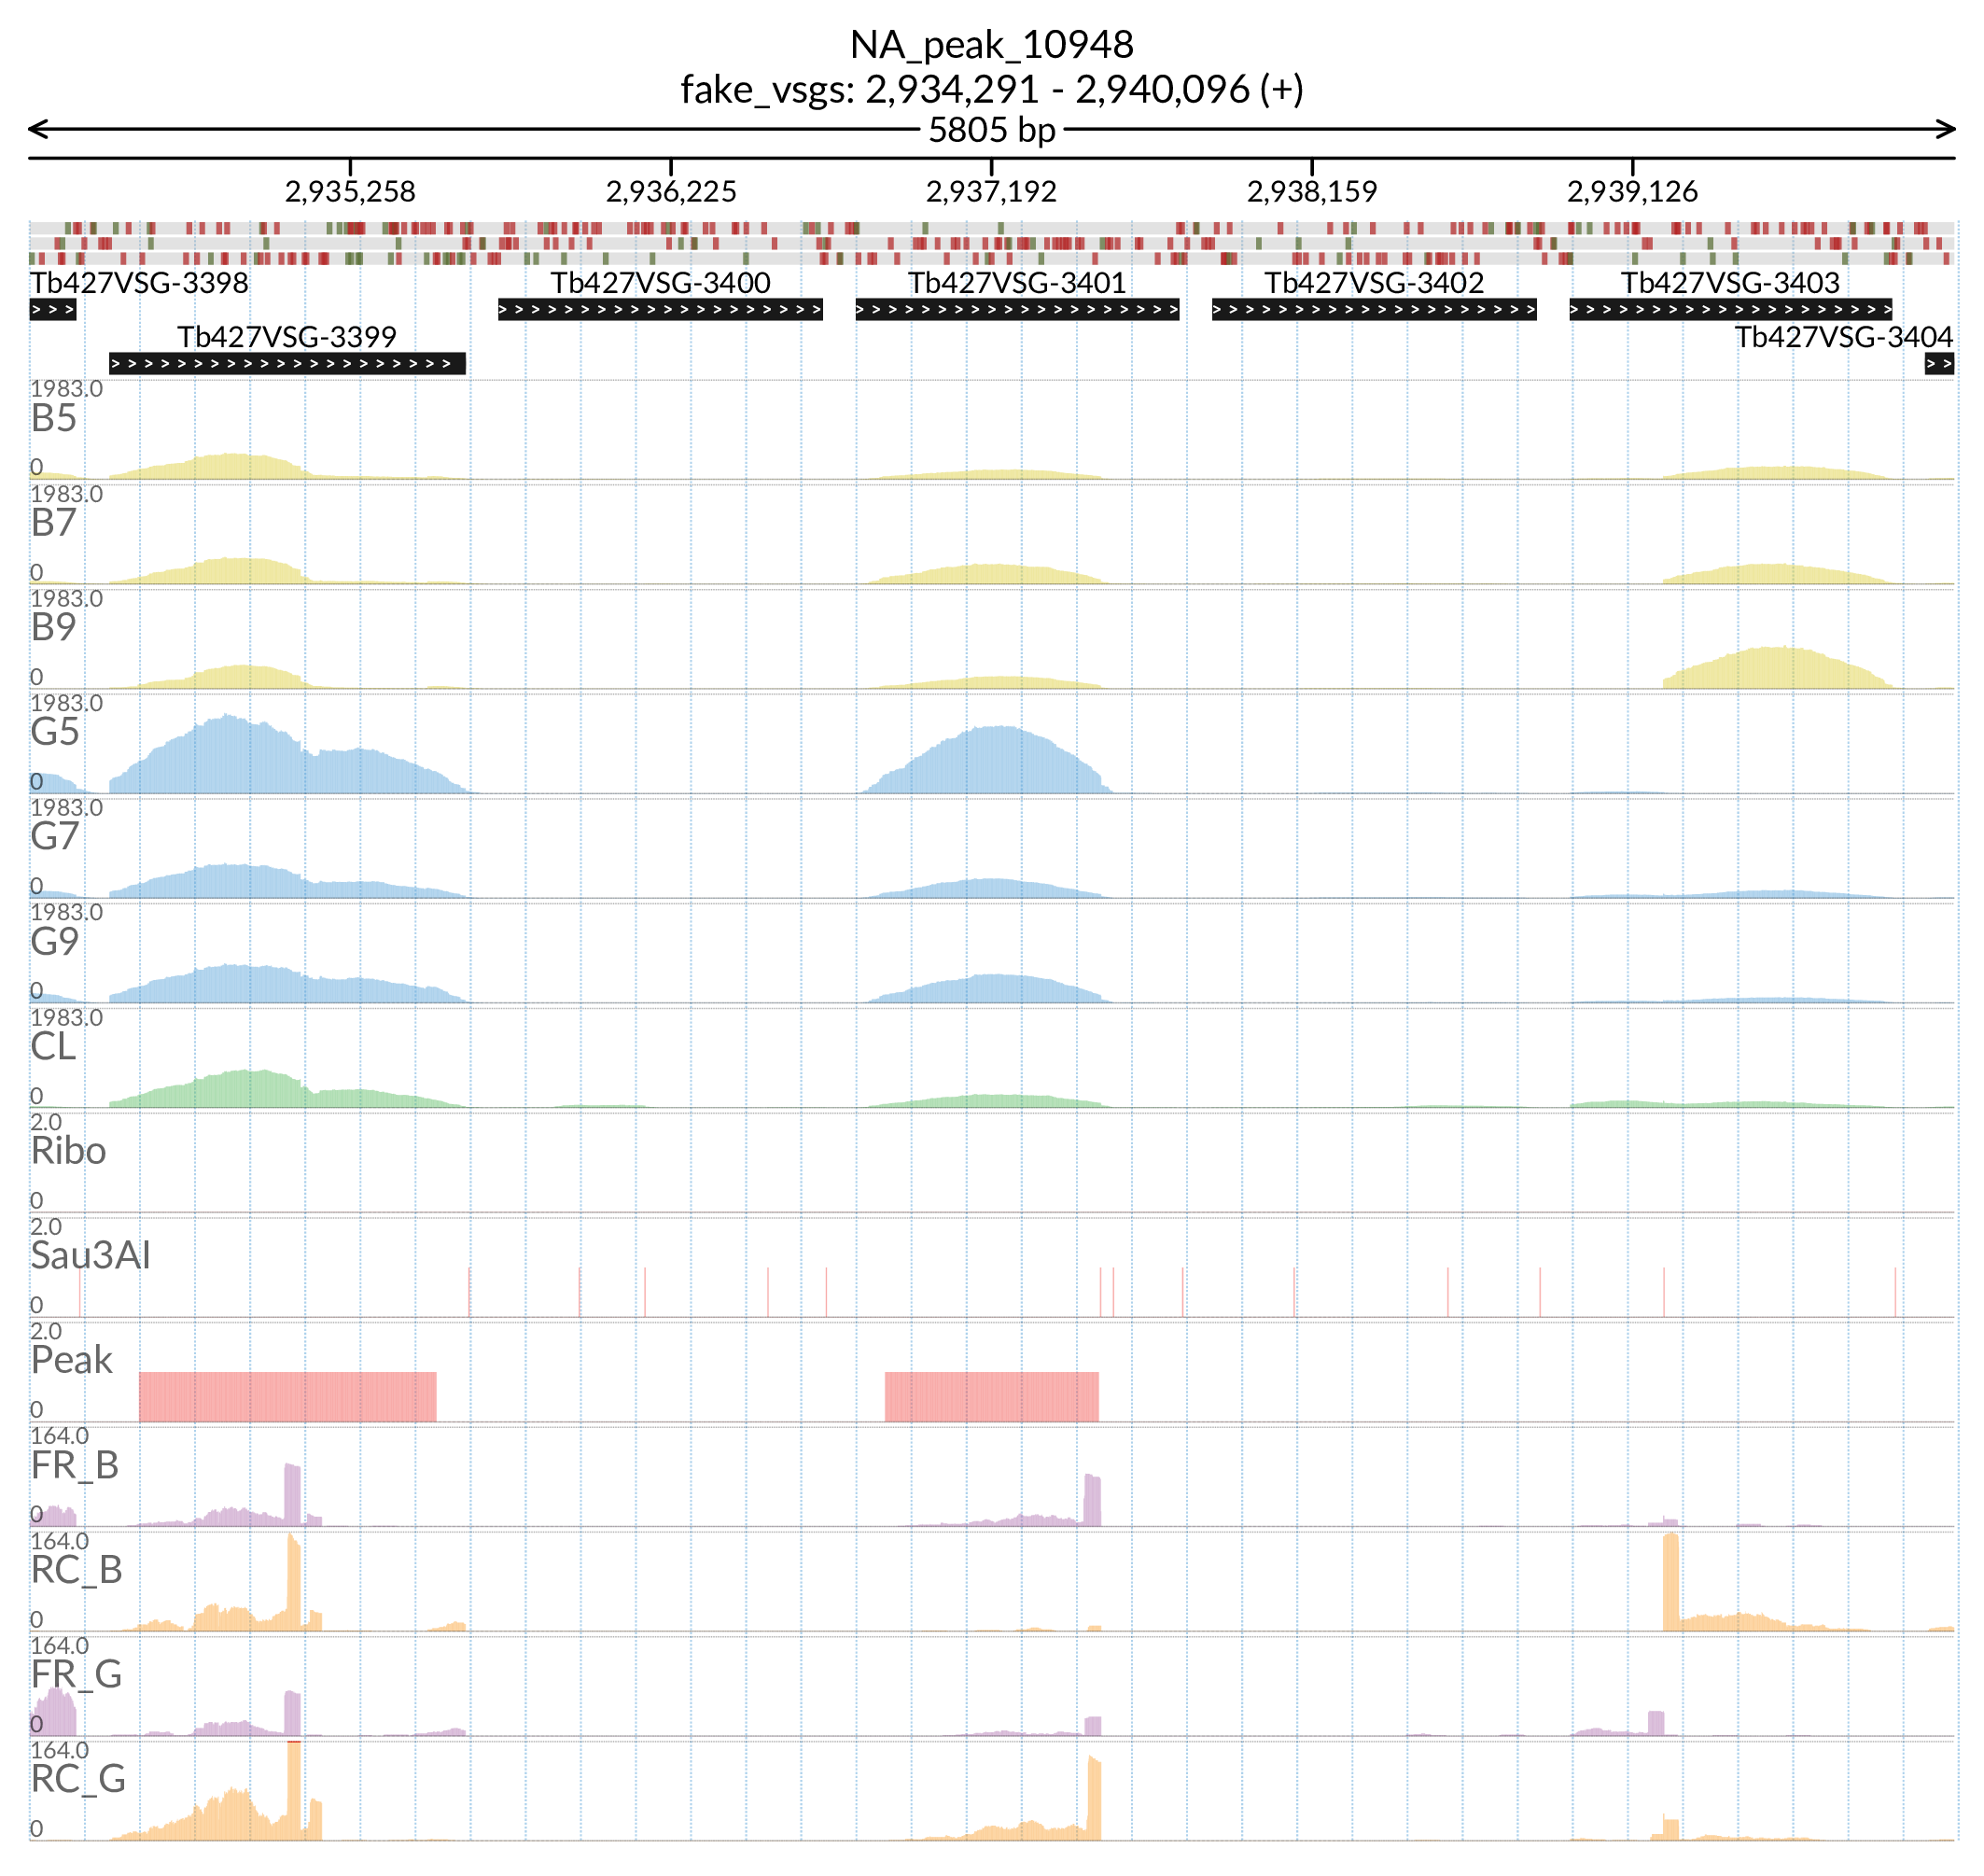 NA_peak_10948
fake_vsgs: 2,934,291 - 2,940,096 (+)
5805 bp
2,935,258 2,936,225 2,937,192 2,938,159 2,939,126
Tb427VSG-3398 Tb427VSG-3400 Tb427VSG-3401 Tb427VSG-3402 Tb427VSG-3403
Tb427VSG-3399 Tb427VSG-3404
1983.0
B5
0
1983.0
B7
0
1983.0
B9
0
1983.0
G5
0
1983.0
G7
0
1983.0
G9
0
1983.0
CL
0
2.0
Ribo
0
2.0
Sau3AI
0
2.0
Peak
0
164.0
FR_B
0
164.0
RC_B
0
164.0
FR_G
0
164.0
RC_G
0